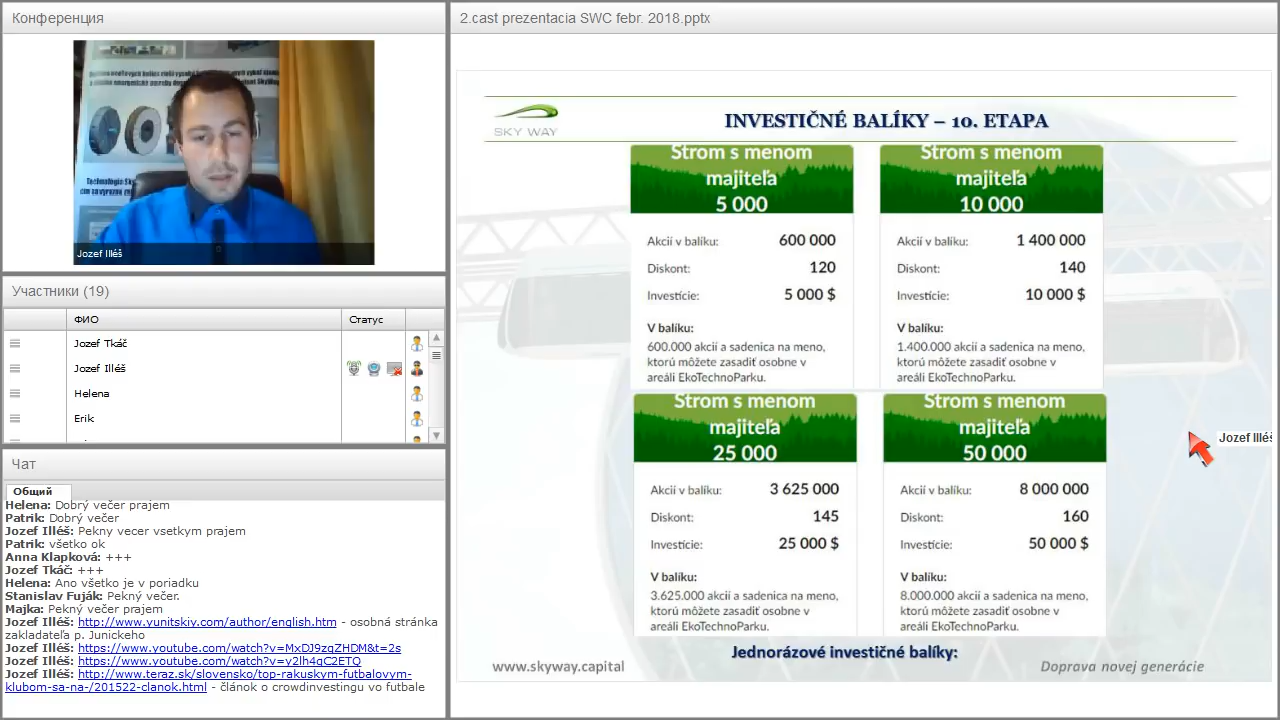 Конференция
Jozef Illéš
Участники (19)
ФИО
Статус
Jozef Tkáč
Jozef Illéš
Helena
Erik
Чат
Общий
Helena: Dobrý večer prajem
Patrik: Dobrý večer
Jozef Illéš: Pekny vecer vsetkym prajem
Patrik: všetko ok
Anna Klapková: +++
Jozef Tkáč: +++
Helena: Ano všetko je v poriadku
Stanislav Fuják: Pekný večer.
Majka: Pekný večer prajem
Jozef Illéš: http://www.yunitskiy.com/author/english.htm - osobná stránka
zakladateľa p. Junickeho
Jozef Illéš: https://www.youtube.com/watch?v=MxDJ9zqZHDM&t=2s
Jozef Illéš: https://www.youtube.com/watch?v=y2lh4gC2ETQ
Jozef Illéš: http://www.teraz.sk/slovensko/top-rakuskym-futbalovym-
klubom-sa-na-/201522-clanok.html - článok o crowdinvestingu vo futbale
2.cast prezentacia SWC febr. 2018.pptx
SKY WAY
INVESTIČNÉ BALÍKY – 10. ETAPA
Strom s menom
majiteľa
5 000
Akcií v balíku: 600 000
Diskont: 120
Investície: 5 000 $
V balíku:
600.000 akcií a sadenica na meno,
ktorú môžete zasadiť osobne v
areáli EkoTechnoParku.
Strom s menom
majiteľa
10 000
Akcií v balíku: 1 400 000
Diskont: 140
Investície: 10 000 $
V balíku:
1.400.000 akcií a sadenica na meno,
ktorú môžete zasadiť osobne v
areáli EkoTechnoParku.
Strom s menom
majiteľa
25 000
Akcií v balíku: 3 625 000
Diskont: 145
Investície: 25 000 $
V balíku:
3.625.000 akcií a sadenica na meno,
ktorú môžete zasadiť osobne v
areáli EkoTechnoParku.
Strom s menom
majiteľa
50 000
Akcií v balíku: 8 000 000
Diskont: 160
Investície: 50 000 $
V balíku:
8.000.000 akcií a sadenica na meno,
ktorú môžete zasadiť osobne v
areáli EkoTechnoParku.
Jozef Illéš
Jednorázové investičné balíky:
www.skyway.capital
Doprava novej generácie